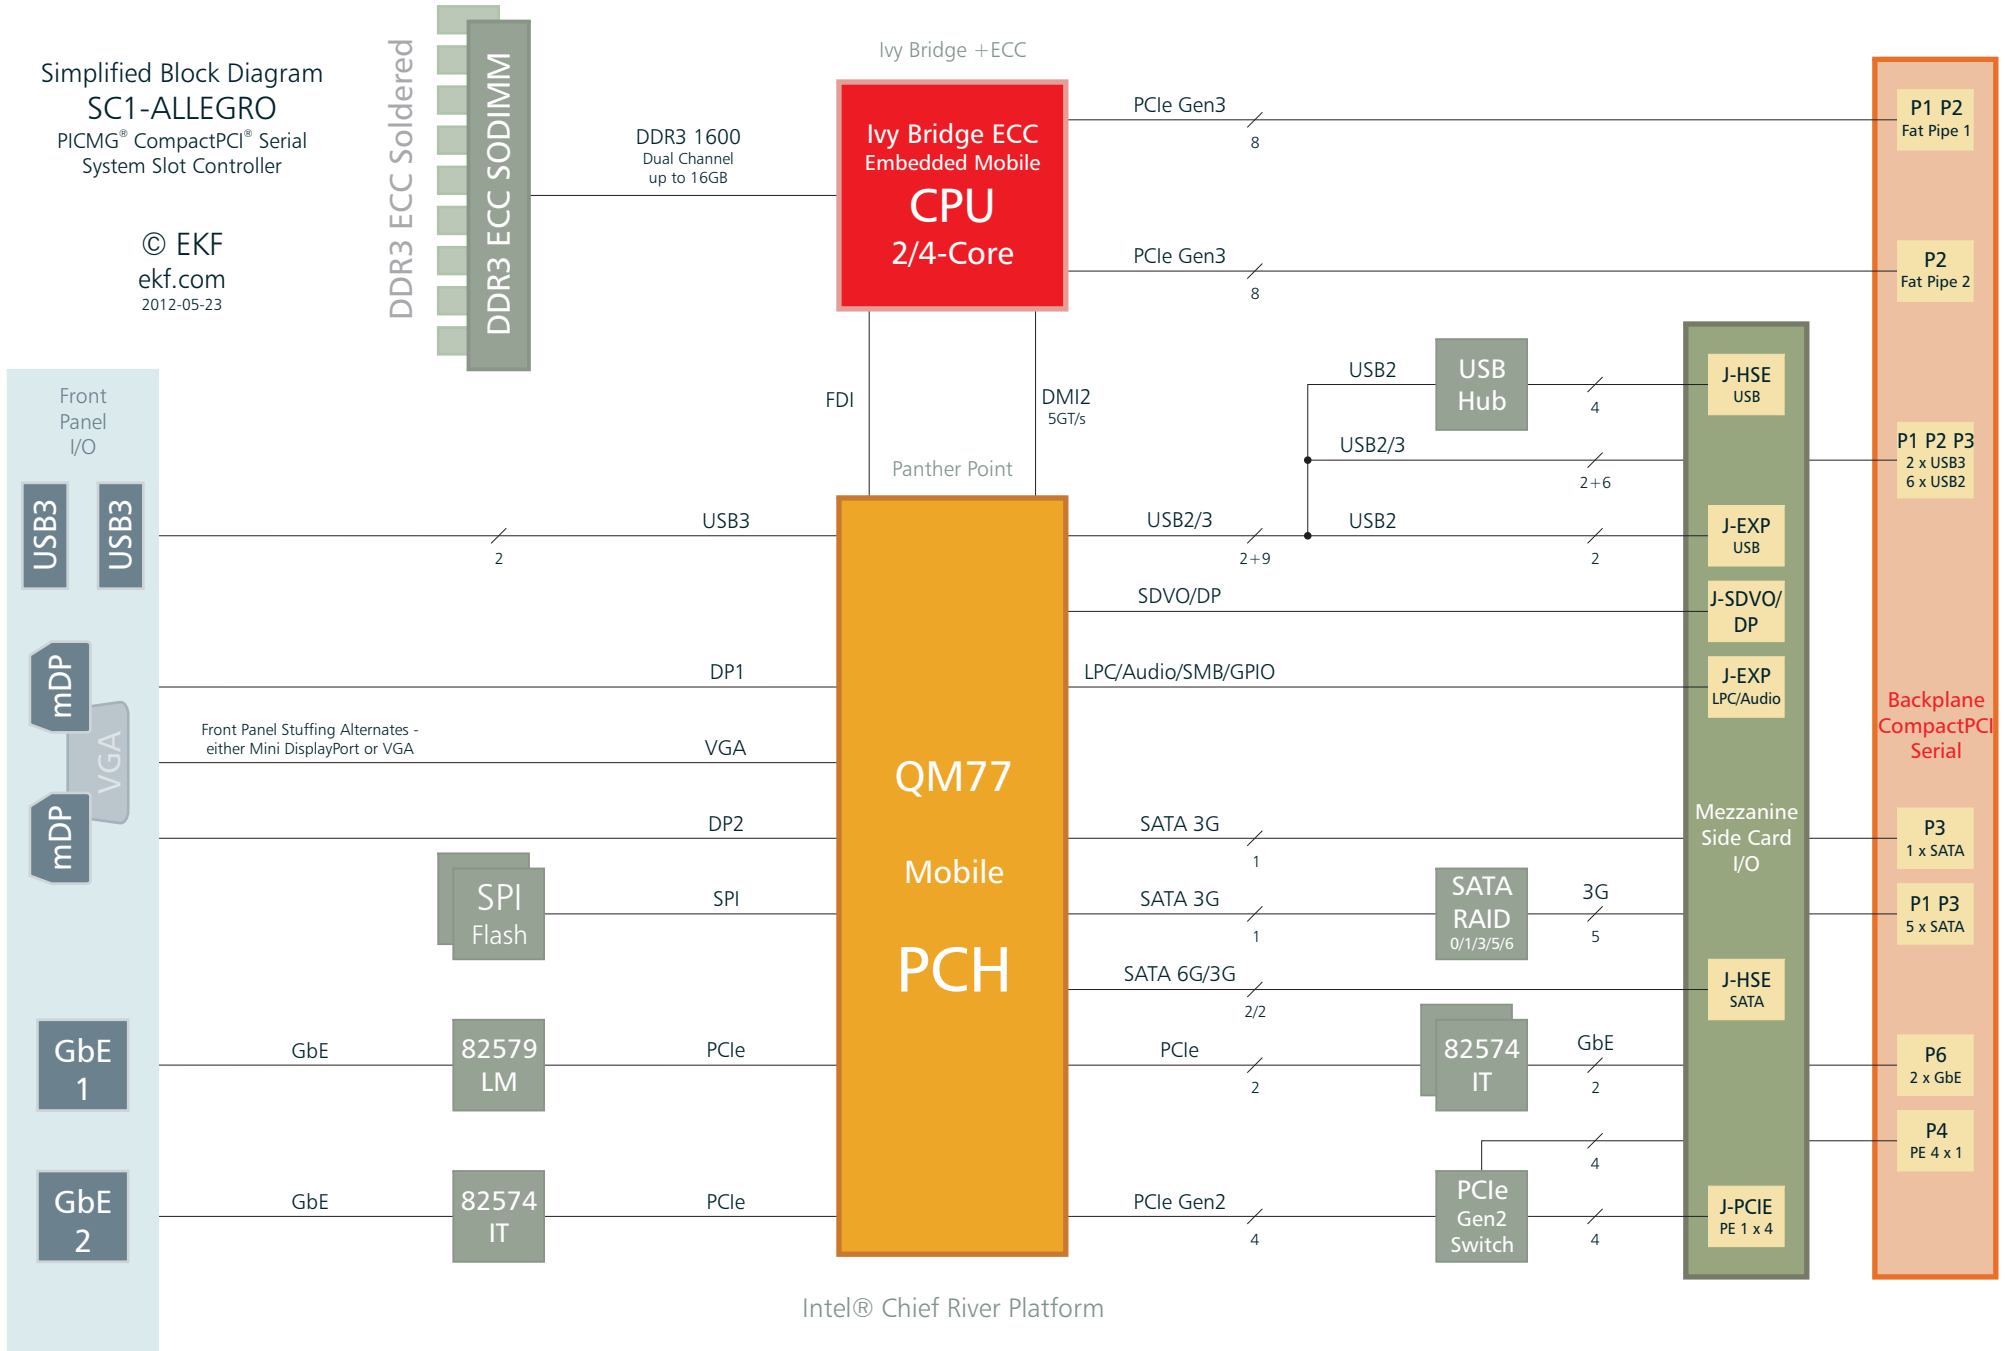 Simplified Block Diagram
SC1-ALLEGRO
PICMG® CompactPCI® Serial
System Slot Controller
© EKF
ekf.com
2012-05-23
DDR3 ECC Soldered
DDR3 ECC SODIMM
DDR3 1600
Dual Channel
up to 16GB
Ivy Bridge +ECC
Ivy Bridge ECC
Embedded Mobile
CPU
2/4-Core
PCIe Gen3
8
P1 P2
Fat Pipe 1
PCIe Gen3
8
P2
Fat Pipe 2
FDI
DMI2
5GT/s
Panther Point
QM77
Mobile
PCH
Intel® Chief River Platform
Front
Panel
I/O
USB3
USB3
2
USB3
mDP
DP1
VGA
Front Panel Stuffing Alternates -
either Mini DisplayPort or VGA
VGA
mDP
DP2
SPI
Flash
SPI
GbE
1
GbE
82579
LM
PCIe
GbE
2
GbE
82574
IT
PCIe
USB2/3
2+9
USB2
USB
Hub
4
J-HSE
USB
USB2/3
2+6
P1 P2 P3
2 x USB3
6 x USB2
USB2
2
J-EXP
USB
SDVO/DP
J-SDVO/
DP
LPC/Audio/SMB/GPIO
J-EXP
LPC/Audio
Backplane
CompactPCI
Serial
Mezzanine
Side Card
I/O
SATA 3G
1
P3
1 x SATA
SATA 3G
1
SATA
RAID
0/1/3/5/6
3G
5
P1 P3
5 x SATA
SATA 6G/3G
2/2
J-HSE
SATA
PCIe
2
82574
IT
GbE
2
P6
2 x GbE
4
P4
PE 4 x 1
PCIe Gen2
4
PCIe
Gen2
Switch
4
J-PCIE
PE 1 x 4